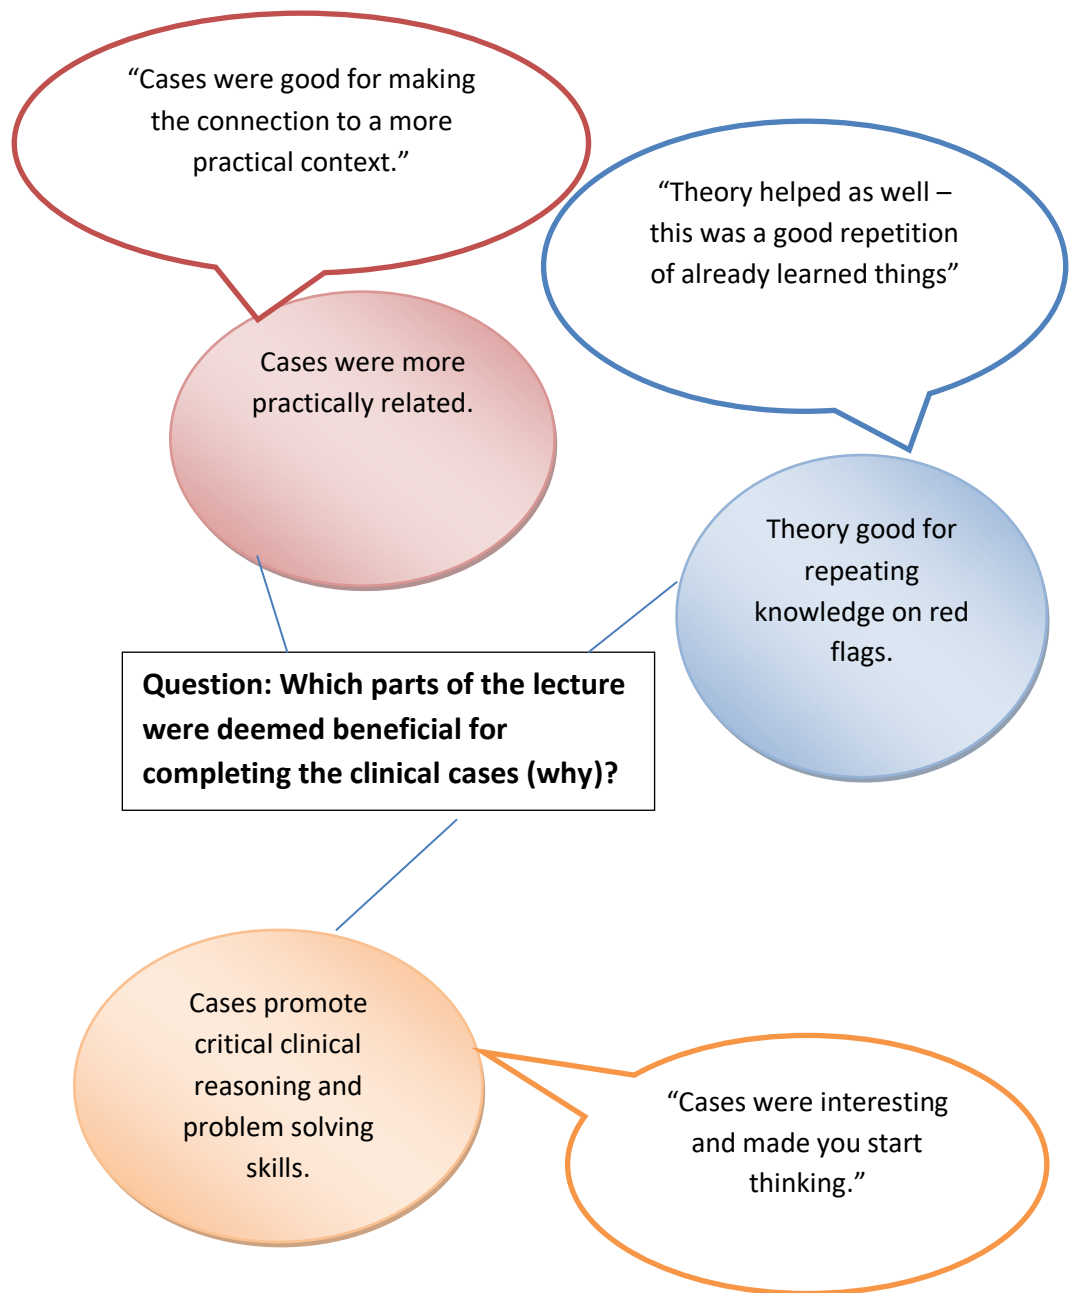 “Cases were good for making
the connection to a more
practical context.”
“Theory helped as well –
this was a good repetition
of already learned things”
Cases were more
practically related.
Theory good for
repeating
knowledge on red
flags.
Question: Which parts of the lecture
were deemed beneficial for
completing the clinical cases (why)?
Cases promote
critical clinical
reasoning and
problem solving
skills.
“Cases were interesting
and made you start
thinking.”